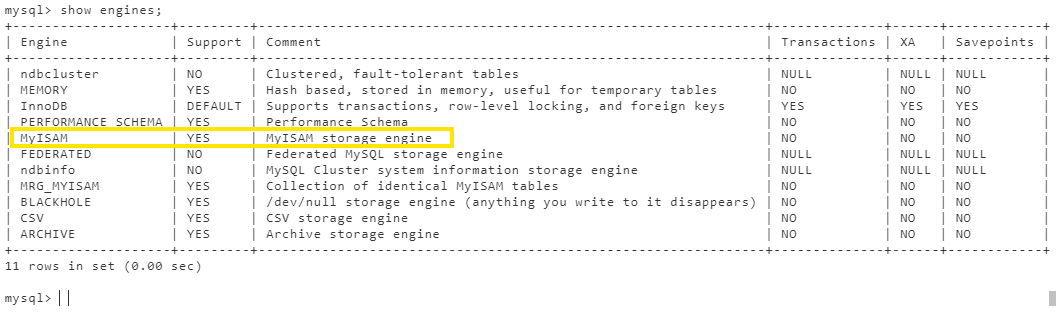 mysql> show engines;
+--------------------+---------+----------------------------------------------------------------+--------------+------+------------+
| Engine             | Support | Comment                                                        | Transactions | XA   | Savepoints |
+--------------------+---------+----------------------------------------------------------------+--------------+------+------------+
| ndbcluster         | NO      | Clustered, fault-tolerant tables                               | NULL         | NULL | NULL       |
| MEMORY             | YES     | Hash based, stored in memory, useful for temporary tables      | NO           | NO   | NO         |
| InnoDB             | DEFAULT | Supports transactions, row-level locking, and foreign keys     | YES          | YES  | YES        |
| PERFORMANCE_SCHEMA | YES     | Performance Schema                                             | NO           | NO   | NO         |
| MyISAM             | YES     | MyISAM storage engine                                          | NO           | NO   | NO         |
| FEDERATED          | NO      | Federated MySQL storage engine                                 | NULL         | NULL | NULL       |
| ndbinfo            | NO      | MySQL Cluster system information storage engine                | NULL         | NULL | NULL       |
| MRG_MYISAM         | YES     | Collection of identical MyISAM tables                          | NO           | NO   | NO         |
| BLACKHOLE          | YES     | /dev/null storage engine (anything you write to it disappears) | NO           | NO   | NO         |
| CSV                | YES     | CSV storage engine                                             | NO           | NO   | NO         |
| ARCHIVE            | YES     | Archive storage engine                                         | NO           | NO   | NO         |
+--------------------+---------+----------------------------------------------------------------+--------------+------+------------+
11 rows in set (0.00 sec)
mysql>